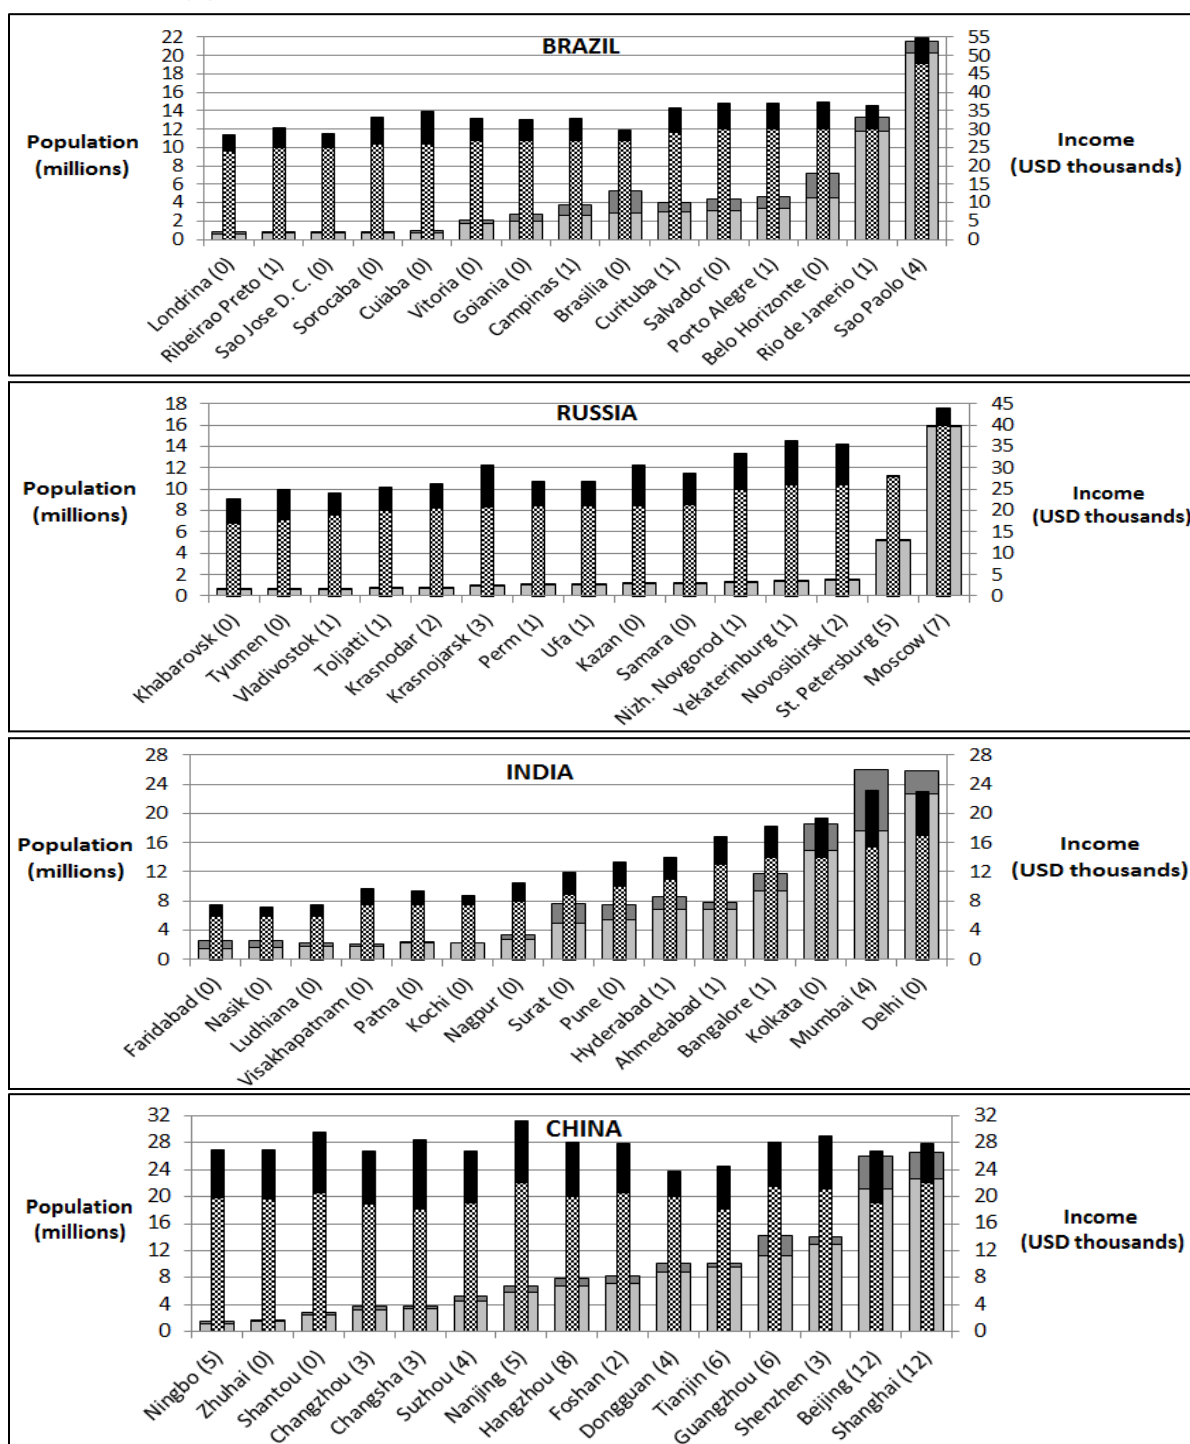 BRAZIL
Population
(millions)
22
20
18
16
14
12
10
8
6
4
2
0
55
50
45
40
35
30
25
20
15
10
5
0
Income
(USD thousands)
Londrina (0)
Ribeirao Preto (1)
Sao Jose D. C. (0)
Sorocaba (0)
Cuiaba (0)
Vitoria (0)
Goiania (0)
Campinas (1)
Brasilia (0)
Curituba (1)
Salvador (0)
Porto Alegre (1)
Belo Horizonte (0)
Rio de Janerio (1)
Sao Paolo (4)
RUSSIA
Population
(millions)
18
16
14
12
10
8
6
4
2
0
45
40
35
30
25
20
15
10
5
0
Income
(USD thousands)
Khabarovsk (0)
Tyumen (0)
Vladivostok (1)
Toljatti (1)
Krasnodar (2)
Krasnojarsk (3)
Perm (1)
Ufa (1)
Kazan (0)
Samara (0)
Nizh. Novgorod (1)
Yekaterinburg (1)
Novosibirsk (2)
St. Petersburg (5)
Moscow (7)
INDIA
Population
(millions)
28
24
20
16
12
8
4
0
28
24
20
16
12
8
4
0
Income
(USD thousands)
Faridabad (0)
Nasik (0)
Ludhiana (0)
Visakhapatnam (0)
Patna (0)
Kochi (0)
Nagpur (0)
Surat (0)
Pune (0)
Hyderabad (1)
Ahmedabad (1)
Bangalore (1)
Kolkata (0)
Mumbai (4)
Delhi (0)
CHINA
Population
(millions)
32
28
24
20
16
12
8
4
0
32
28
24
20
16
12
8
4
0
Income
(USD thousands)
Ningbo (5)
Zhuhai (0)
Shantou (0)
Changzhou (3)
Changsha (3)
Suzhou (4)
Nanjing (5)
Hangzhou (8)
Foshan (2)
Dongguan (4)
Tianjin (6)
Guangzhou (6)
Shenzhen (3)
Beijing (12)
Shanghai (12)